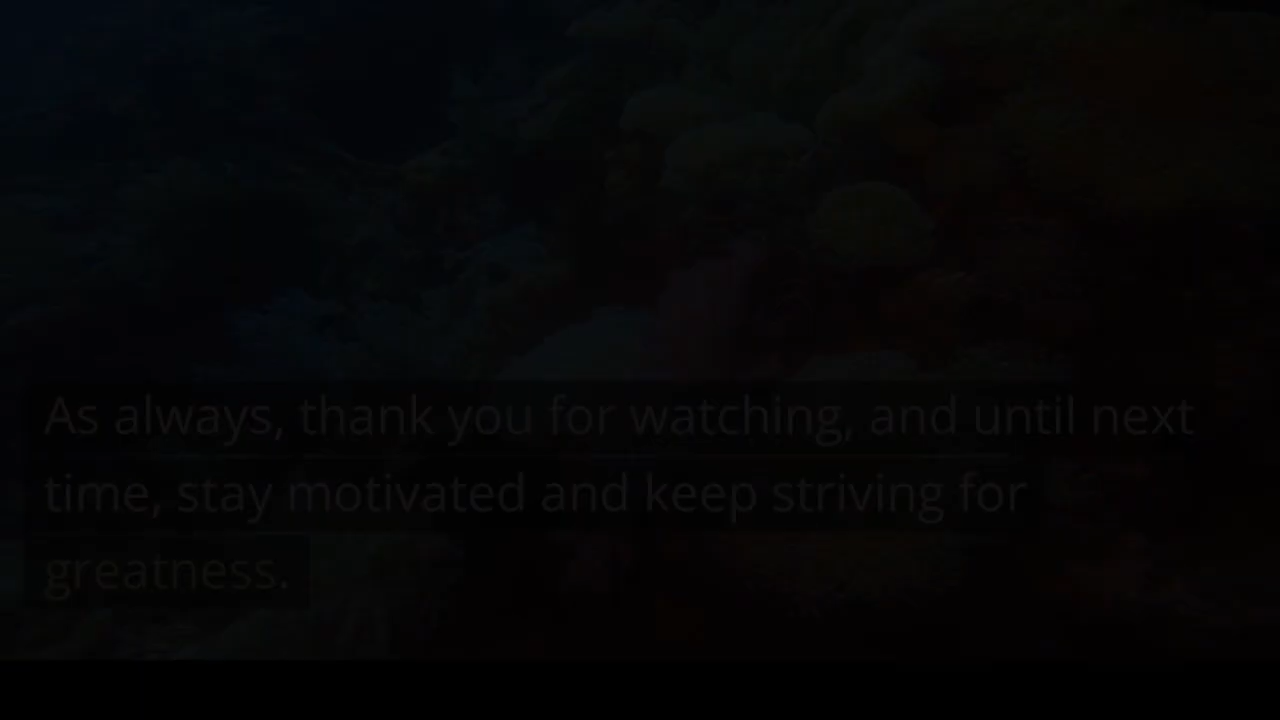 As always, thank you for watching, and until next
time, stay motivated and keep striving for
greatness.